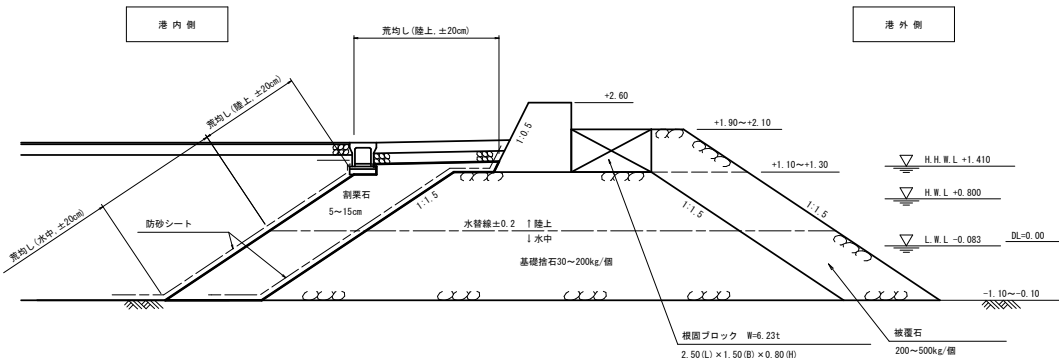 港内側
港外側
荒均し(陸上, ±20cm)
荒均し(陸上, ±20cm)
荒均し(水中, ±20cm)
+2.60
1:0.5
+1.90～+2.10
+1.10～+1.30
H.H.W.L +1.410
H.W.L +0.800
L.W.L -0.083
DL=0.00
割栗石
5～15cm
1:1.5
1:1.5
1:1.5
防砂シート
水替線±0.2 ↑陸上
↓水中
基礎捨石30～200kg/個
-1.10～-0.10
根固ブロック W=6.23t
2.50(L)×1.50(B)×0.80(H)
被覆石
200～500kg/個